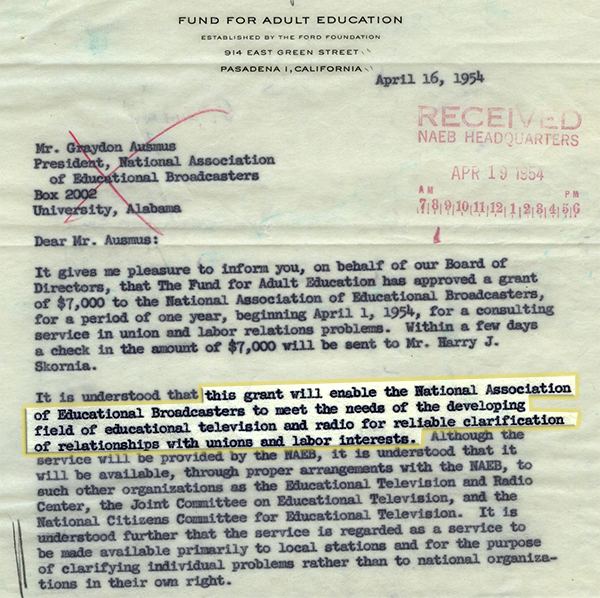 FUND FOR ADULT EDUCATION
ESTABLISHED BY THE FORD FOUNDATION
914 EAST GREEN STREET
PASADENA 1, CALIFORNIA
April 16, 1954
RECEIVED
NAEB HEADQUARTERS
APR 19 1954
AM PM
7 8 9 10 11 12 1 2 3 4 5 6
Mr. Graydon Ausmus
President, National Association
of Educational Broadcasters
Box 2002
University, Alabama
Dear Mr. Ausmus:
It gives me pleasure to inform you, on behalf of our Board of
Directors, that The Fund for Adult Education has approved a grant
of $7,000 to the National Association of Educational Broadcasters,
for a period of one year, beginning April 1, 1954, for a consulting
service in union and labor relations problems. Within a few days
a check in the amount of $7,000 will be sent to Mr. Harry J.
Skornia.
It is understood that this grant will enable the National Association
of Educational Broadcasters to meet the needs of the developing
field of educational television and radio for reliable clarification
of relationships with unions and labor interests. Although the
service will be provided by the NAEB, it is understood that it
will be available, through proper arrangements with the NAEB, to
such other organizations as the Educational Television and Radio
Center, the Joint Committee on Educational Television, and the
National Citizens Committee for Educational Television. It is
understood further that the service is regarded as a service to
be made available primarily to local stations and for the purpose
of clarifying individual problems rather than to national organiza-
tions in their own right.